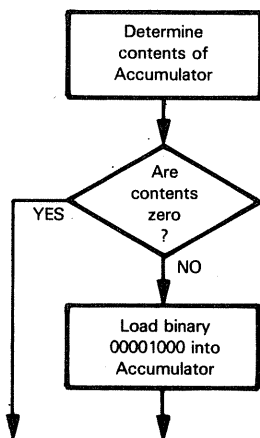 Determine
contents of
Accumulator
Are
contents
zero
?
YES
NO
Load binary
00001000 into
Accumulator